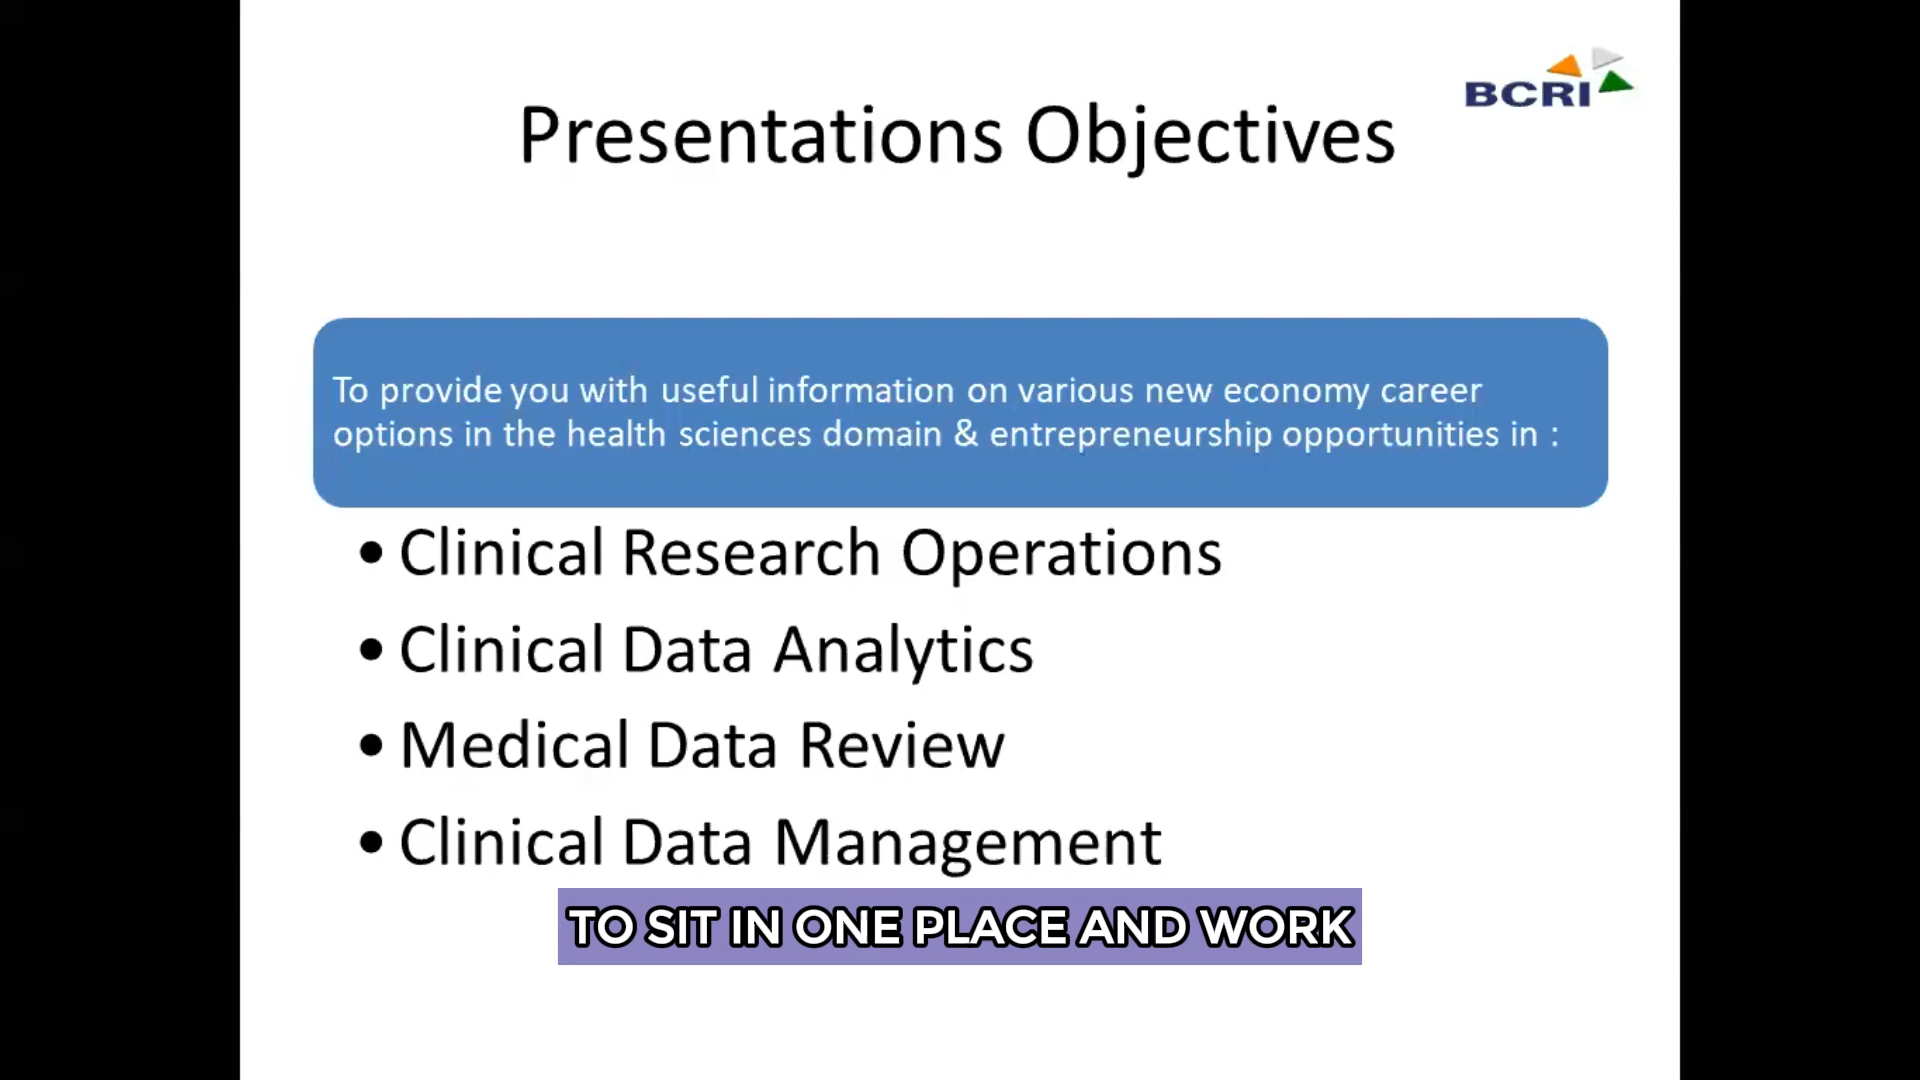 BCRI
Presentations Objectives
To provide you with useful information on various new economy career
options in the health sciences domain & entrepreneurship opportunities in :
• Clinical Research Operations
• Clinical Data Analytics
• Medical Data Review
• Clinical Data Management
TO SIT IN ONE PLACE AND WORK